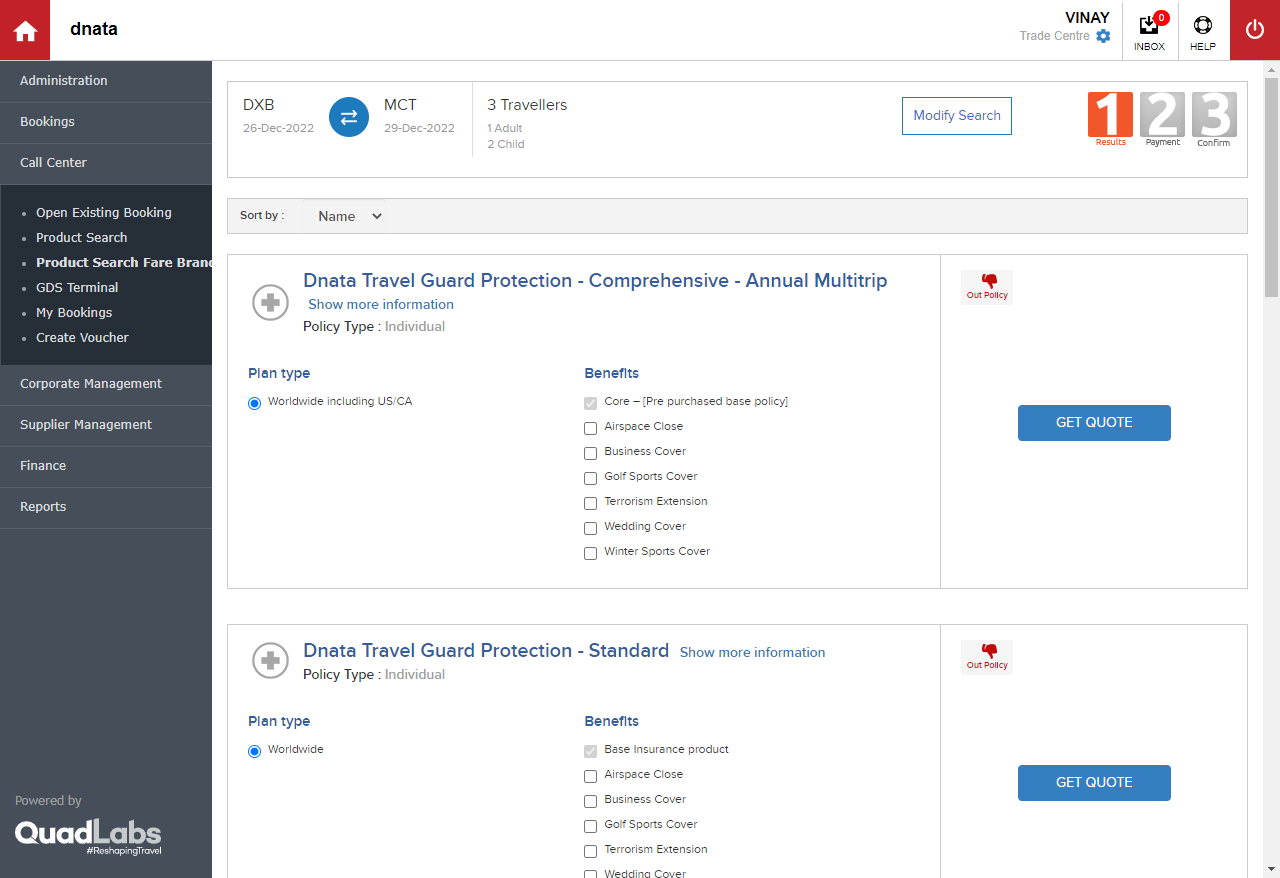 dnata
VINAY
Trade Centre
0
INBOX
HELP
Administration
Bookings
Call Center
Open Existing Booking
Product Search
Product Search Fare Brand
GDS Terminal
My Bookings
Create Voucher
Corporate Management
Supplier Management
Finance
Reports
Powered by
QuadLabs
#ReshapingTravel
DXB
26-Dec-2022
MCT
29-Dec-2022
3 Travellers
1 Adult
2 Child
Modify Search
1 2 3
Results Payment Confirm
Sort by : Name
Dnata Travel Guard Protection - Comprehensive - Annual Multitrip
Show more information
Policy Type : Individual
Out Policy
Plan type
Worldwide including US/CA
Benefits
Core – [Pre purchased base policy]
Airspace Close
Business Cover
Golf Sports Cover
Terrorism Extension
Wedding Cover
Winter Sports Cover
GET QUOTE
Dnata Travel Guard Protection - Standard Show more information
Policy Type : Individual
Out Policy
Plan type
Worldwide
Benefits
Base Insurance product
Airspace Close
Business Cover
Golf Sports Cover
Terrorism Extension
Wedding Cover
GET QUOTE